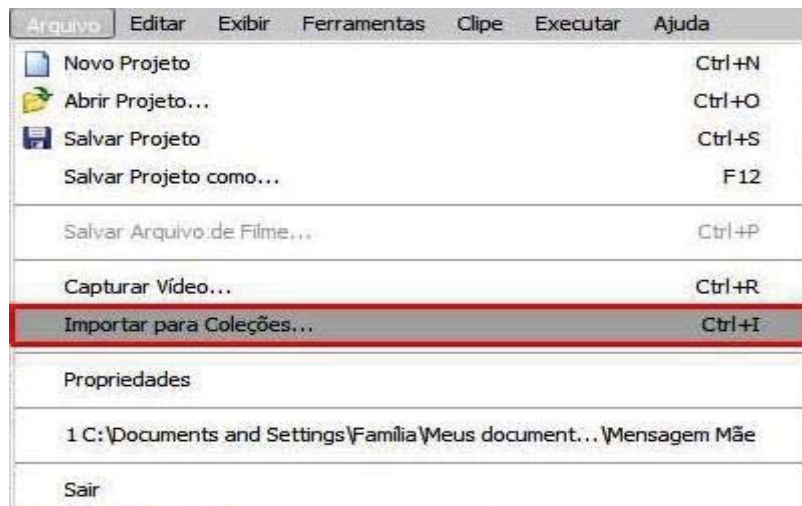 Arquivo Editar Exibir Ferramentas Clipe Executar Ajuda
Novo Projeto Ctrl+N
Abrir Projeto... Ctrl+O
Salvar Projeto Ctrl+S
Salvar Projeto como... F12
Salvar Arquivo de Filme... Ctrl+P
Capturar Vídeo... Ctrl+R
Importar para Coleções... Ctrl+I
Propriedades
1 C:\Documents and Settings\Família\Meus document...\Mensagem Mãe
Sair